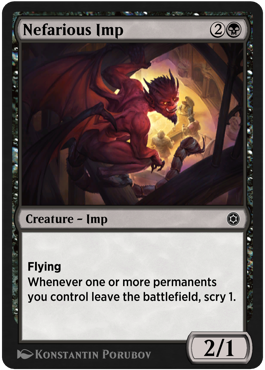 Nefarious Imp 2
Creature – Imp
Flying
Whenever one or more permanents
you control leave the battlefield, scry 1.
Konstantin Porubov
2/1